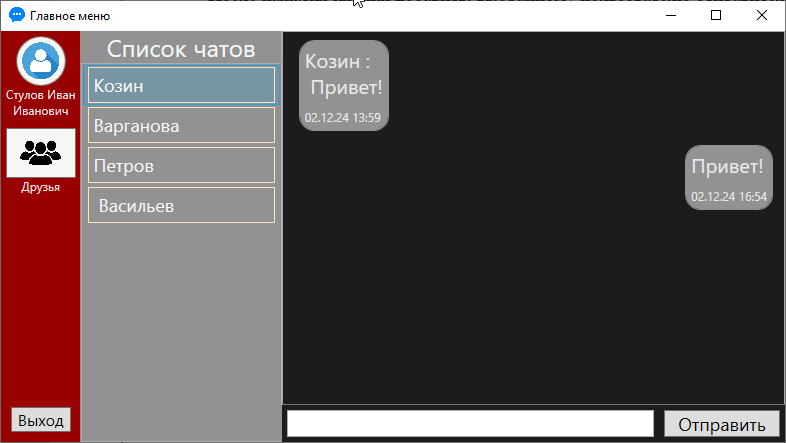 Главное меню
Стулов Иван
Иванович
Друзья
Выход
Список чатов
Козин
Варганова
Петров
Васильев
Козин :
Привет!
02.12.24 13:59
Привет!
02.12.24 16:54
Отправить